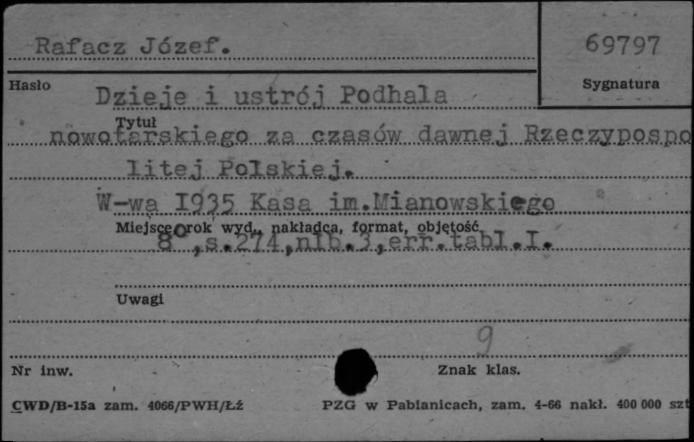 Rafacz Józef.
69797
Hasło
Sygnatura
Dzieje i ustrój Podhala
Tytuł
nowotarskiego za czasów dawnej Rzeczypospo
litej Polskiej.
W-wa 1935 Kasa im.Mianowskiego
Miejsce, rok wyd., nakładca, format, objętość
8°, s.274, nlb.3, err.tabl.I.
Uwagi
9
Nr inw.
Znak klas.
CWD/B-15a zam. 4066/PWH/Łź
PZG w Pabianicach, zam. 4-66 nakł. 400 000 szt